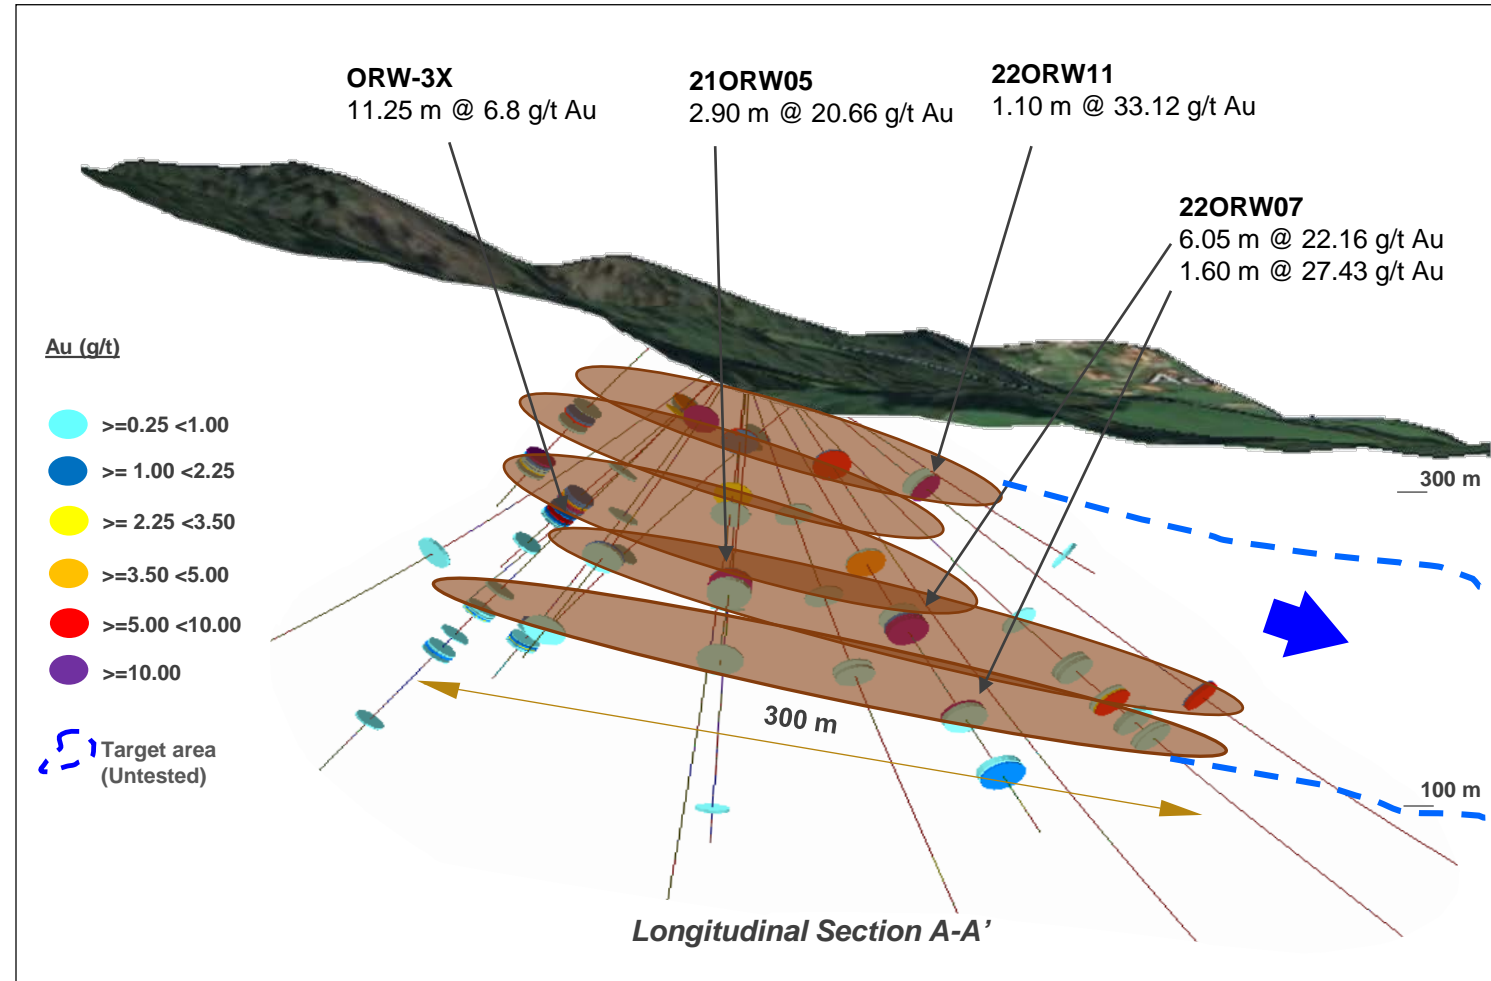 ORW-3X
11.25 m @ 6.8 g/t Au
21ORW05
2.90 m @ 20.66 g/t Au
22ORW11
1.10 m @ 33.12 g/t Au
22ORW07
6.05 m @ 22.16 g/t Au
1.60 m @ 27.43 g/t Au
Au (g/t)
>=0.25 <1.00
>= 1.00 <2.25
>= 2.25 <3.50
>=3.50 <5.00
>=5.00 <10.00
>=10.00
Target area
(Untested)
300 m
300 m
100 m
Longitudinal Section A-A’